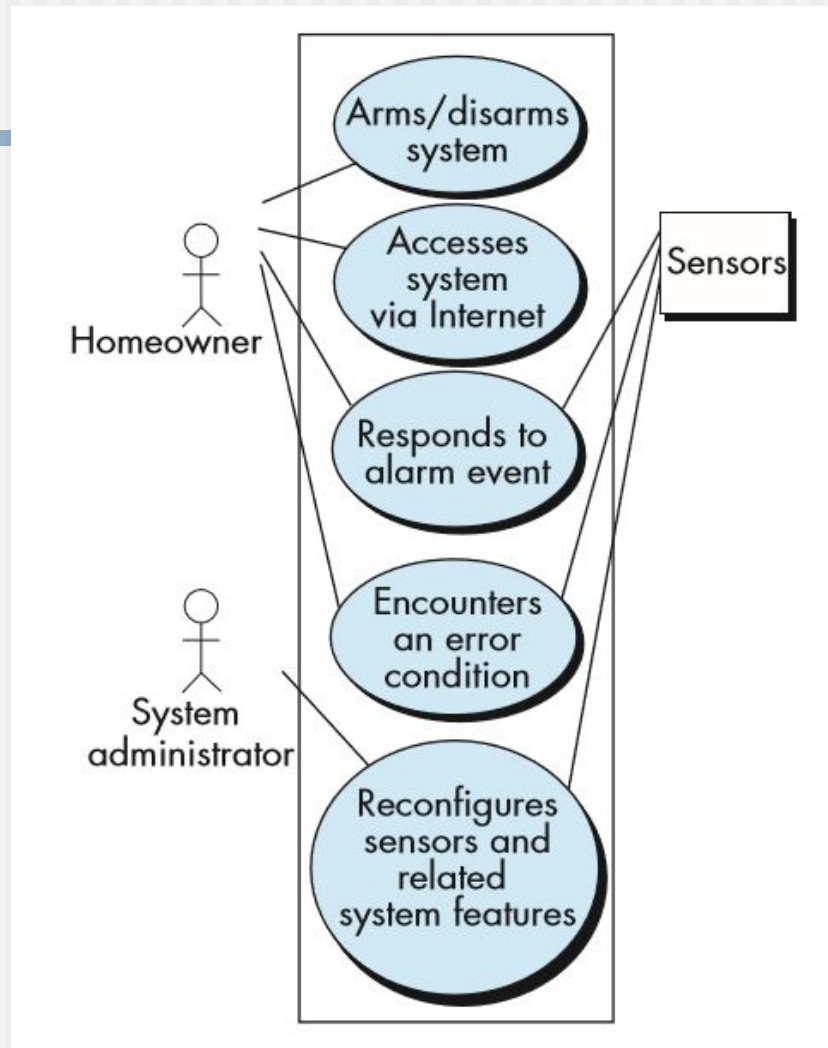 Arms/disarms
system
Accesses
system
via Internet
Sensors
Homeowner
Responds to
alarm event
Encounters
an error
condition
System
administrator
Reconfigures
sensors and
related
system features